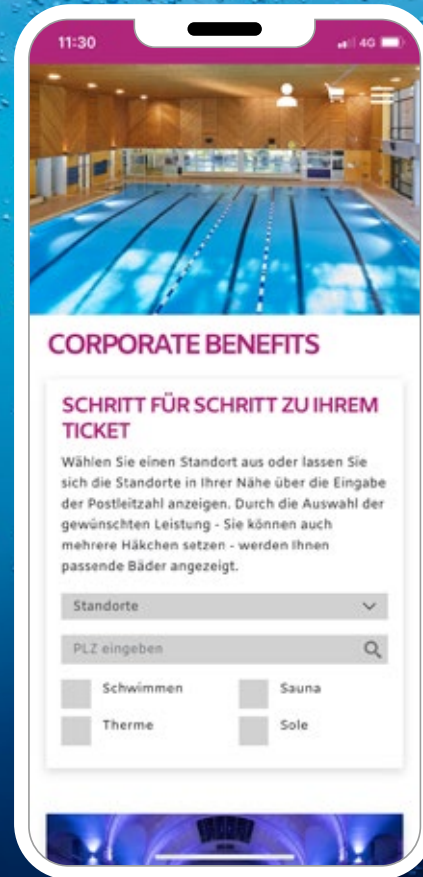 11:30
4G
CORPORATE BENEFITS
SCHRITT FÜR SCHRITT ZU IHREM
TICKET
Wählen Sie einen Standort aus oder lassen Sie
sich die Standorte in Ihrer Nähe über die Eingabe
der Postleitzahl anzeigen. Durch die Auswahl der
gewünschten Leistung - Sie können auch
mehrere Häkchen setzen - werden Ihnen
passende Bäder angezeigt.
Standorte
PLZ eingeben
Schwimmen Sauna
Therme Sole